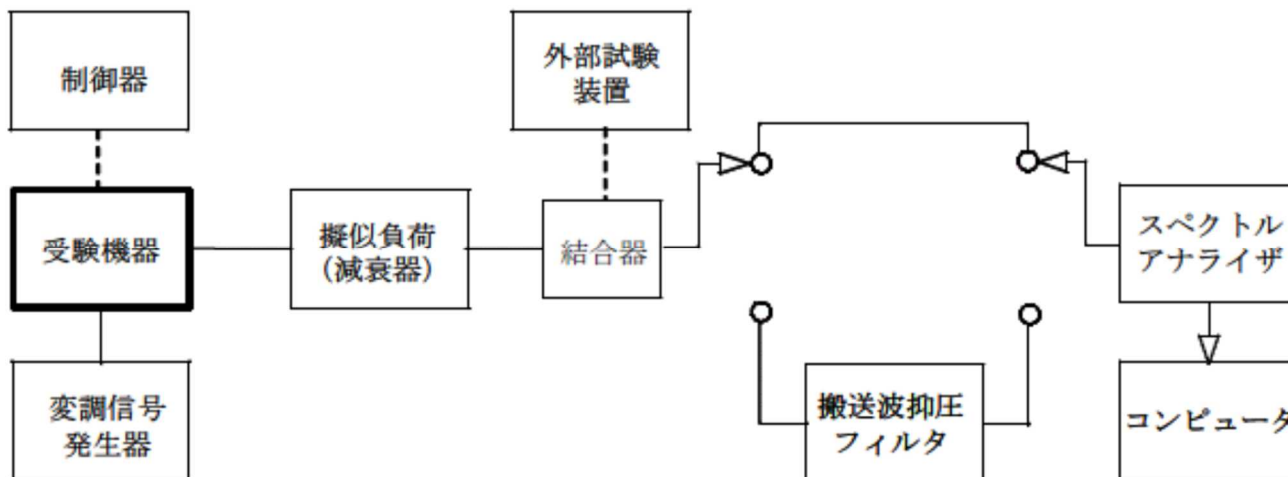 制御器
外部試験
装置
受験機器
擬似負荷
(減衰器)
結合器
スペクトル
アナライザ
変調信号
発生器
搬送波抑圧
フィルタ
コンピュータ